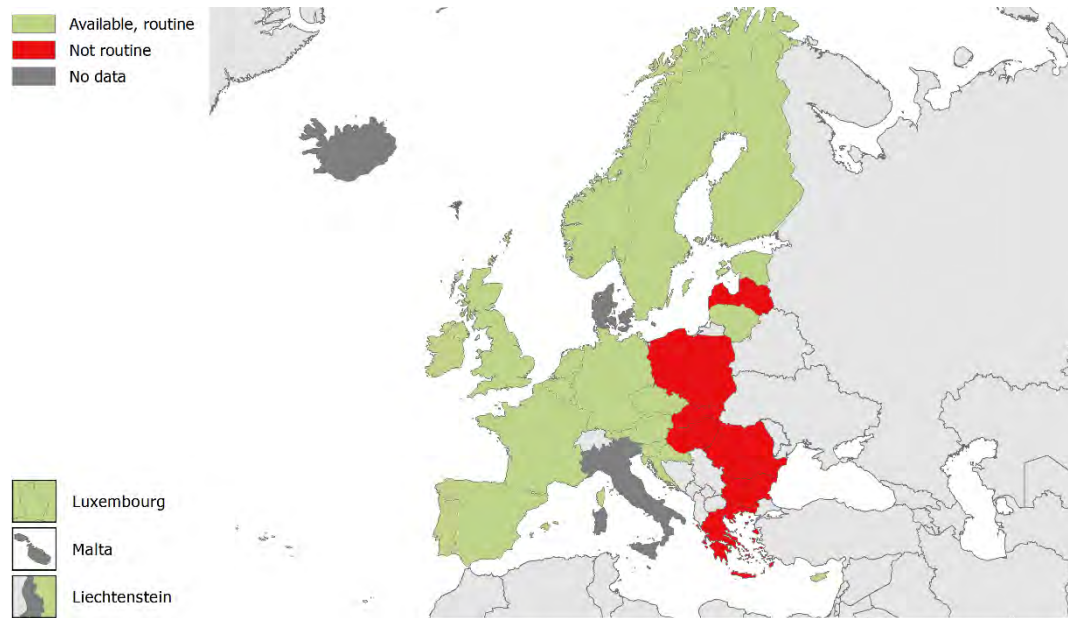 Available, routine
Not routine
No data
Luxembourg
Malta
Liechtenstein